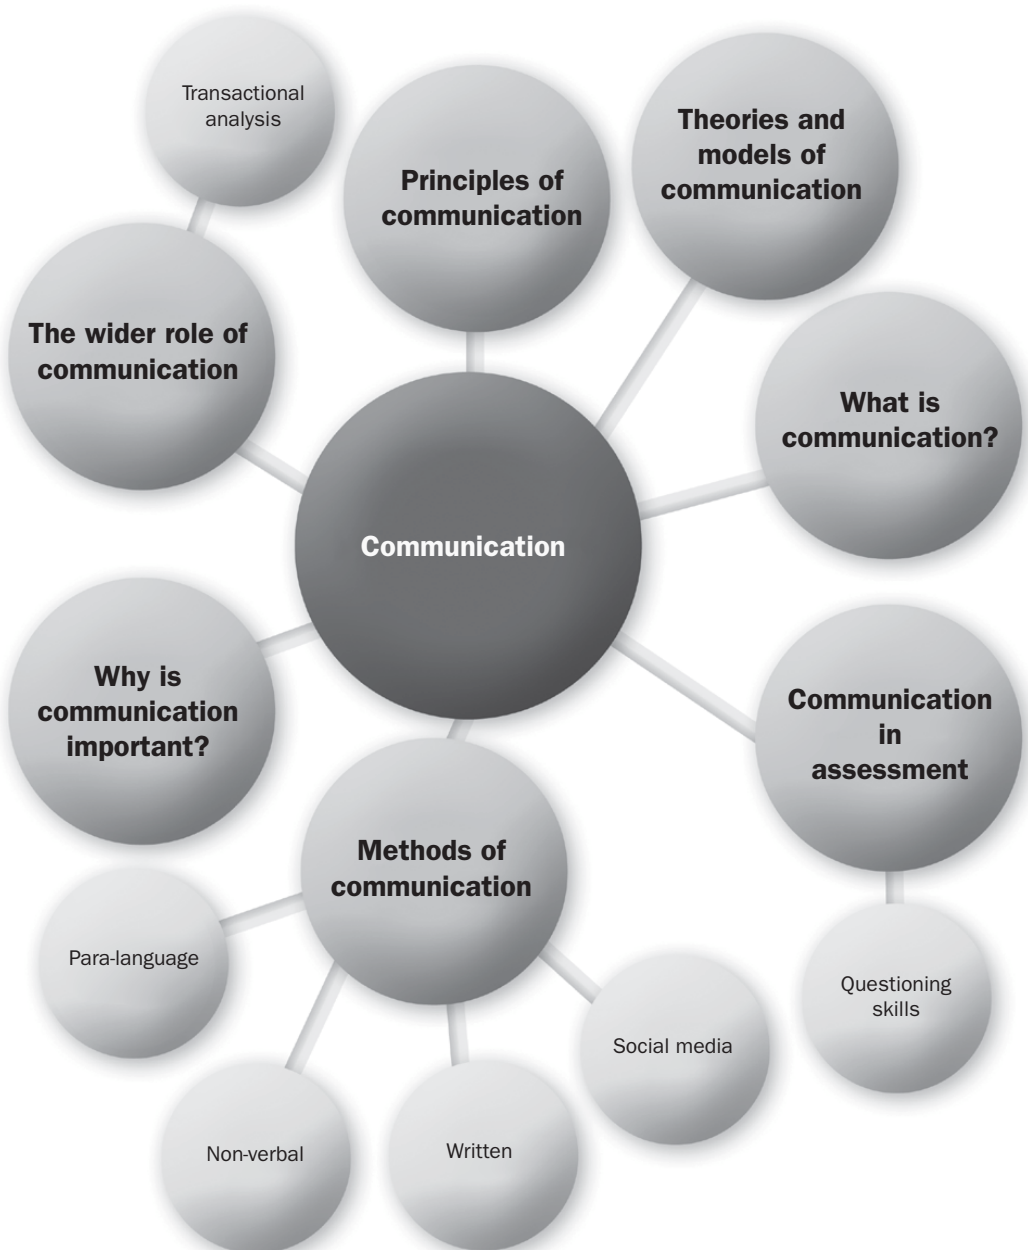 Transactional
analysis
Principles of
communication
Theories and
models of
communication
The wider role of
communication
What is
communication?
Communication
Why is
communication
important?
Communication
in
assessment
Methods of
communication
Para-language
Questioning
skills
Social media
Non-verbal
Written